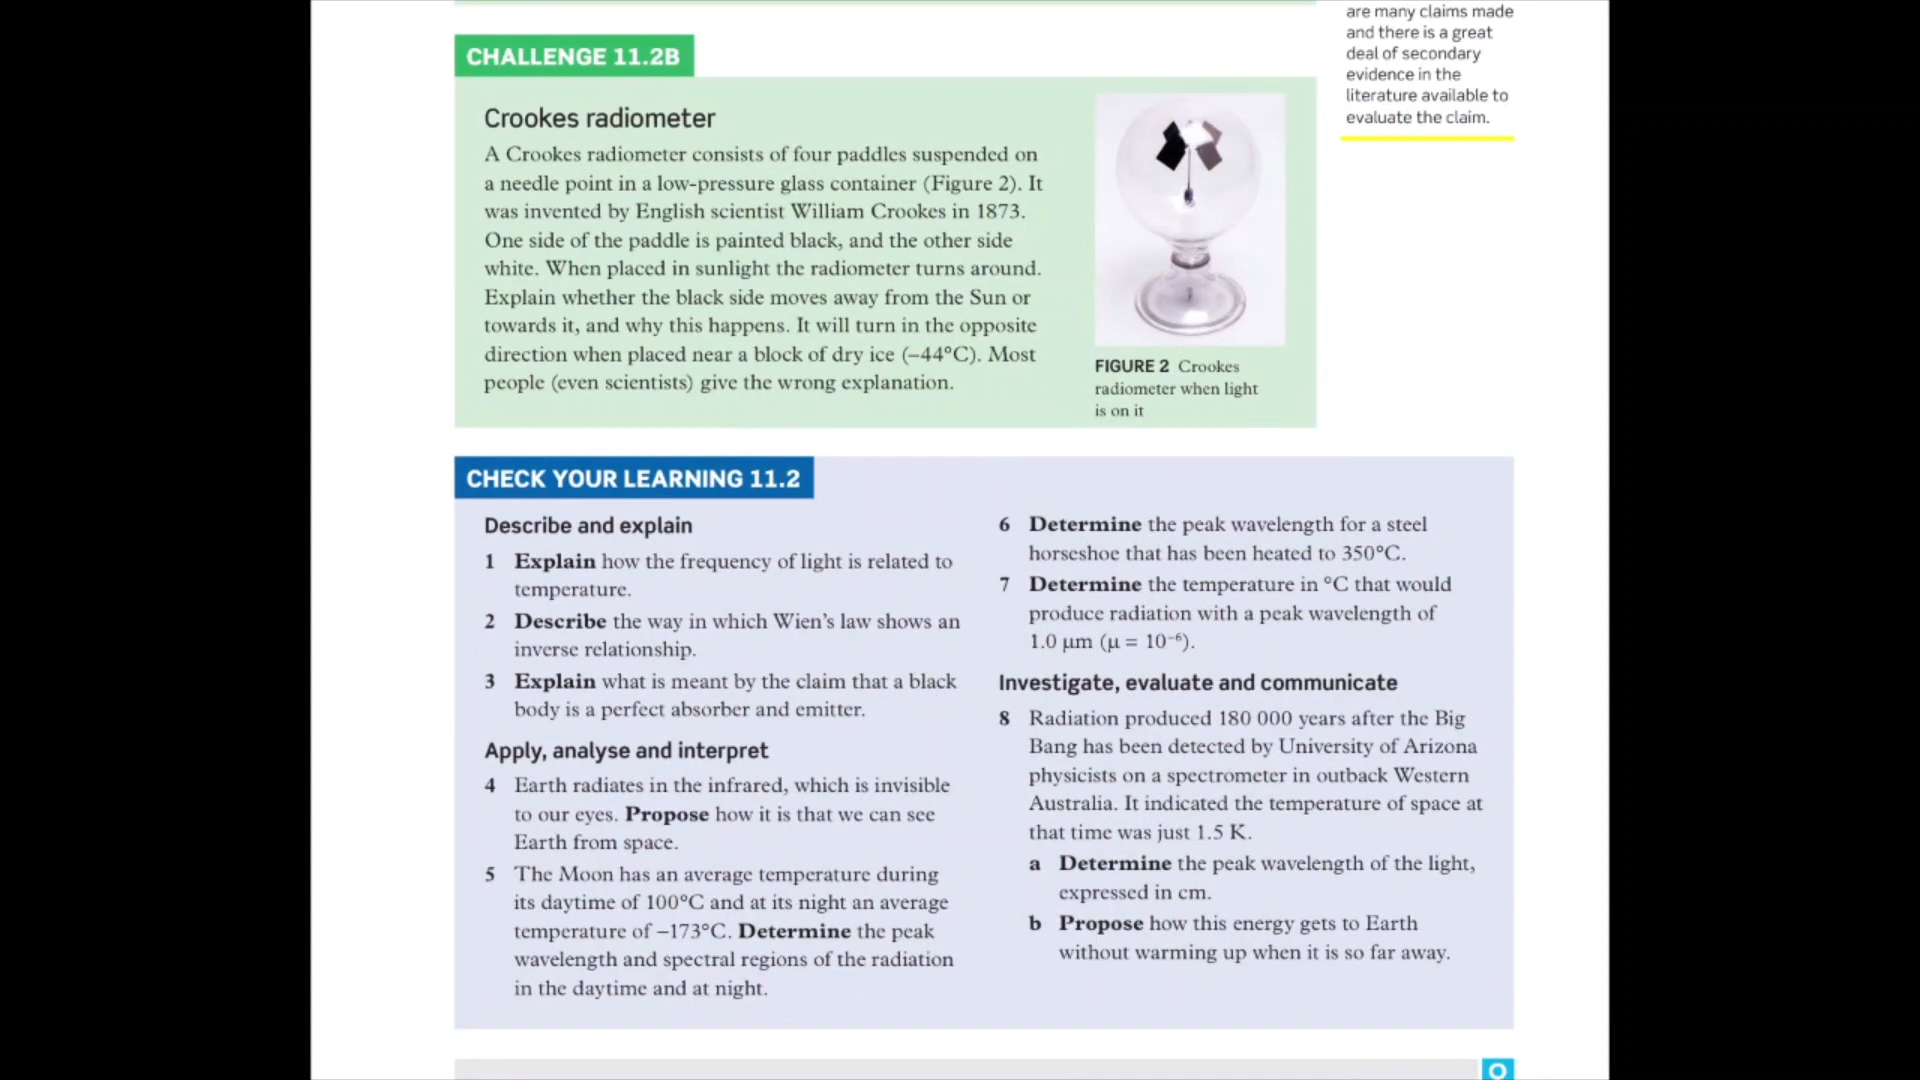 are many claims made
and there is a great
deal of secondary
evidence in the
literature available to
evaluate the claim.
CHALLENGE 11.2B
Crookes radiometer
A Crookes radiometer consists of four paddles suspended on
a needle point in a low-pressure glass container (Figure 2). It
was invented by English scientist William Crookes in 1873.
One side of the paddle is painted black, and the other side
white. When placed in sunlight the radiometer turns around.
Explain whether the black side moves away from the Sun or
towards it, and why this happens. It will turn in the opposite
direction when placed near a block of dry ice (−44°C). Most
people (even scientists) give the wrong explanation.
FIGURE 2 Crookes
radiometer when light
is on it
CHECK YOUR LEARNING 11.2
Describe and explain
1 Explain how the frequency of light is related to
temperature.
2 Describe the way in which Wien's law shows an
inverse relationship.
3 Explain what is meant by the claim that a black
body is a perfect absorber and emitter.
Apply, analyse and interpret
4 Earth radiates in the infrared, which is invisible
to our eyes. Propose how it is that we can see
Earth from space.
5 The Moon has an average temperature during
its daytime of 100°C and at its night an average
temperature of −173°C. Determine the peak
wavelength and spectral regions of the radiation
in the daytime and at night.
6 Determine the peak wavelength for a steel
horseshoe that has been heated to 350°C.
7 Determine the temperature in °C that would
produce radiation with a peak wavelength of
1.0 µm (µ = 10⁻⁶).
Investigate, evaluate and communicate
8 Radiation produced 180 000 years after the Big
Bang has been detected by University of Arizona
physicists on a spectrometer in outback Western
Australia. It indicated the temperature of space at
that time was just 1.5 K.
a Determine the peak wavelength of the light,
expressed in cm.
b Propose how this energy gets to Earth
without warming up when it is so far away.